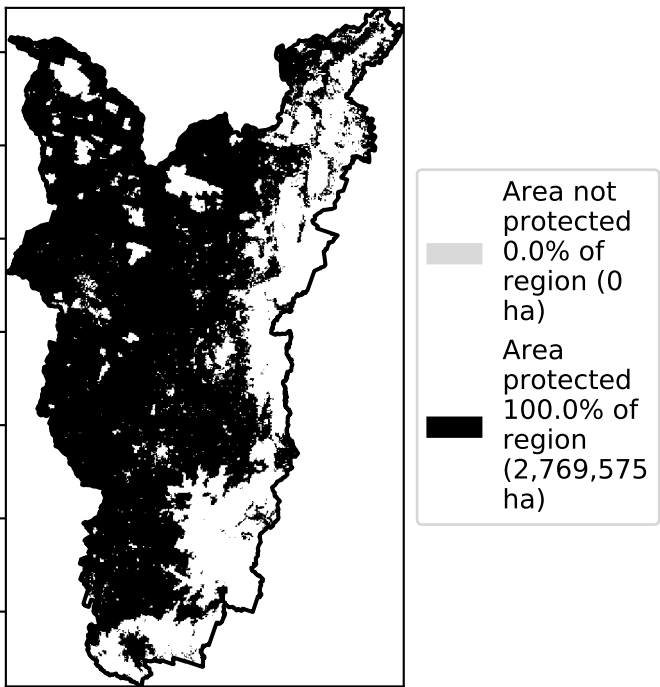 Area not
protected
0.0% of
region (0
ha)
Area
protected
100.0% of
region
(2,769,575
ha)